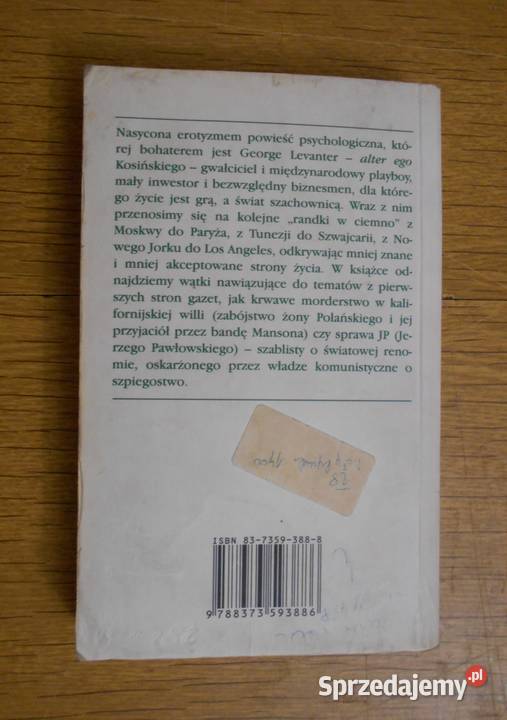 Nasycona erotyzmem powieść psychologiczna, któ-
rej bohaterem jest George Levanter – alter ego
Kosińskiego – gwałciciel i międzynarodowy playboy,
mały inwestor i bezwzględny biznesmen, dla które-
go życie jest grą, a świat szachownicą. Wraz z nim
przenosimy się na kolejne „randki w ciemno” z
Moskwy do Paryża, z Tunezji do Szwajcarii, z No-
wego Jorku do Los Angeles, odkrywając mniej znane
i mniej akceptowane strony życia. W książce od-
najdziemy wątki nawiązujące do tematów z pierw-
szych stron gazet, jak krwawe morderstwo w kali-
fornijskiej willi (zabójstwo żony Polańskiego i jej
przyjaciół przez bandę Mansona) czy sprawa JP (Je-
rzego Pawłowskiego) – szablisty o światowej reno-
mie, oskarżonego przez władze komunistyczne o
szpiegostwo.
ISBN 83-7359-388-8
9 788373 593886
Sprzedajemy.pl